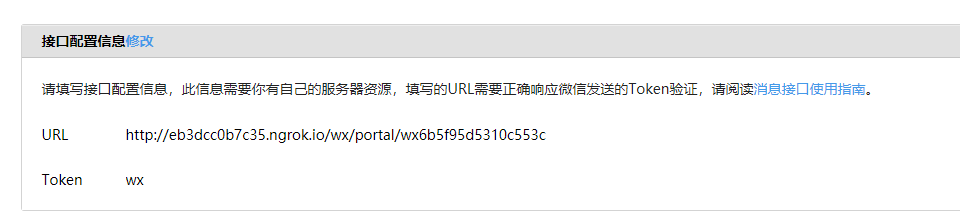 接口配置信息修改
请填写接口配置信息，此信息需要你有自己的服务器资源，填写的URL需要正确响应微信发送的Token验证，请阅读消息接口使用指南。
URL http://eb3dcc0b7c35.ngrok.io/wx/portal/wx6b5f95d5310c553c
Token wx